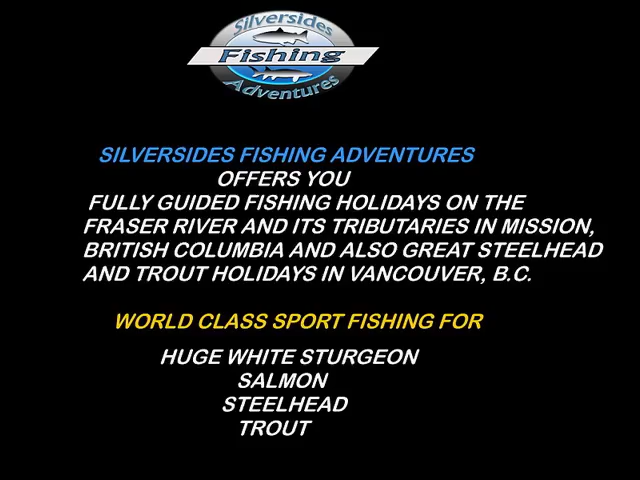 Silversides
Fishing
Adventures
SILVERSIDES FISHING ADVENTURES
OFFERS YOU
FULLY GUIDED FISHING HOLIDAYS ON THE
FRASER RIVER AND ITS TRIBUTARIES IN MISSION,
BRITISH COLUMBIA AND ALSO GREAT STEELHEAD
AND TROUT HOLIDAYS IN VANCOUVER, B.C.
WORLD CLASS SPORT FISHING FOR
HUGE WHITE STURGEON
SALMON
STEELHEAD
TROUT